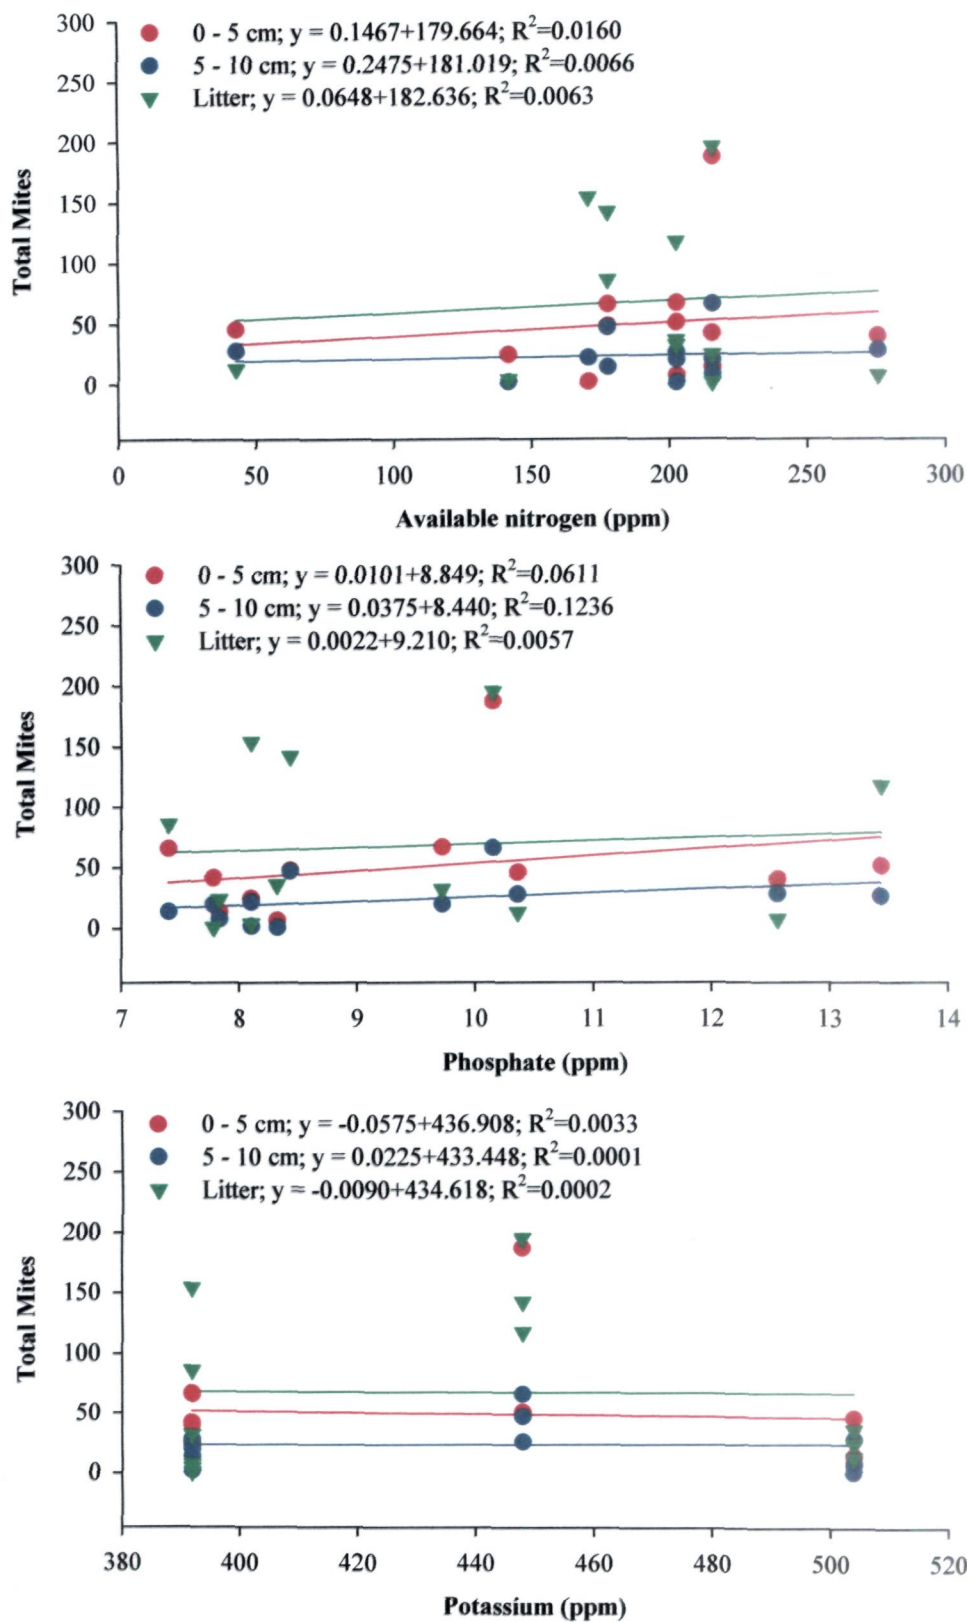 300
250
200
150
100
50
0
Total Mites
0 - 5 cm; y = 0.1467+179.664; R²=0.0160
5 - 10 cm; y = 0.2475+181.019; R²=0.0066
Litter; y = 0.0648+182.636; R²=0.0063
0 50 100 150 200 250 300
Available nitrogen (ppm)
300
250
200
150
100
50
0
Total Mites
0 - 5 cm; y = 0.0101+8.849; R²=0.0611
5 - 10 cm; y = 0.0375+8.440; R²=0.1236
Litter; y = 0.0022+9.210; R²=0.0057
7 8 9 10 11 12 13 14
Phosphate (ppm)
300
250
200
150
100
50
0
Total Mites
0 - 5 cm; y = -0.0575+436.908; R²=0.0033
5 - 10 cm; y = 0.0225+433.448; R²=0.0001
Litter; y = -0.0090+434.618; R²=0.0002
380 400 420 440 460 480 500 520
Potassium (ppm)